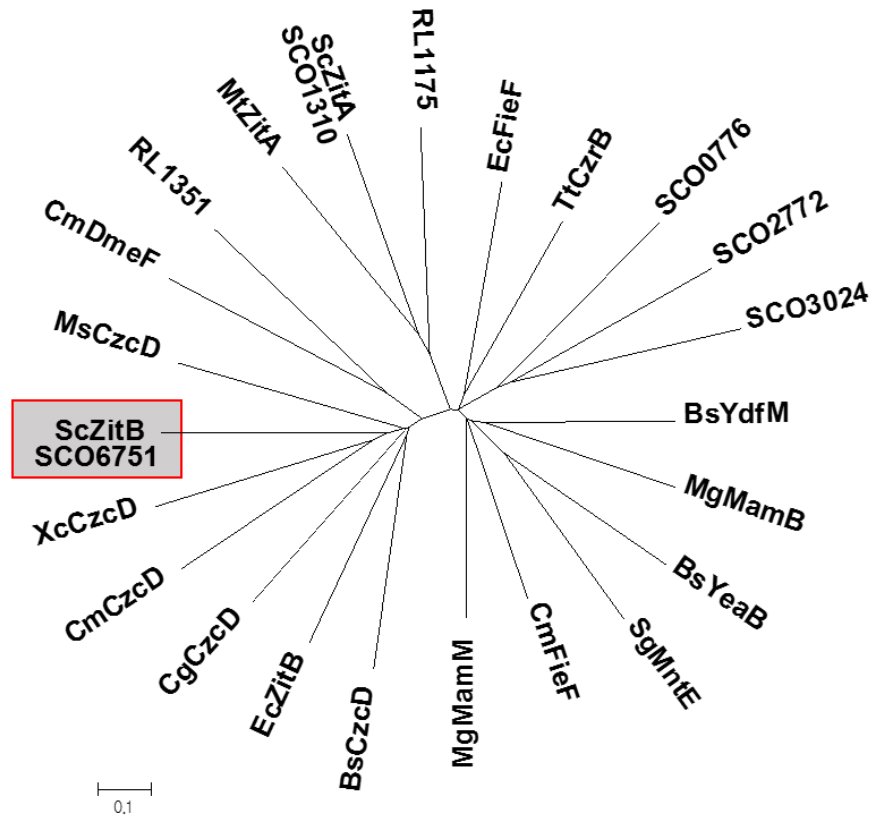 RL1175
ScZitA
SCO1310
MtZitA
RL1351
CmDmeF
MsCzcD
ScZitB
SCO6751
XcCzcD
CmCzcD
CgCzcD
EcZitB
BsCzcD
MgMamM
CmFieF
SgMntE
BsYeaB
MgMamB
BsYdfM
SCO3024
SCO2772
SCO0776
TtCzrB
EcFieF
0.1